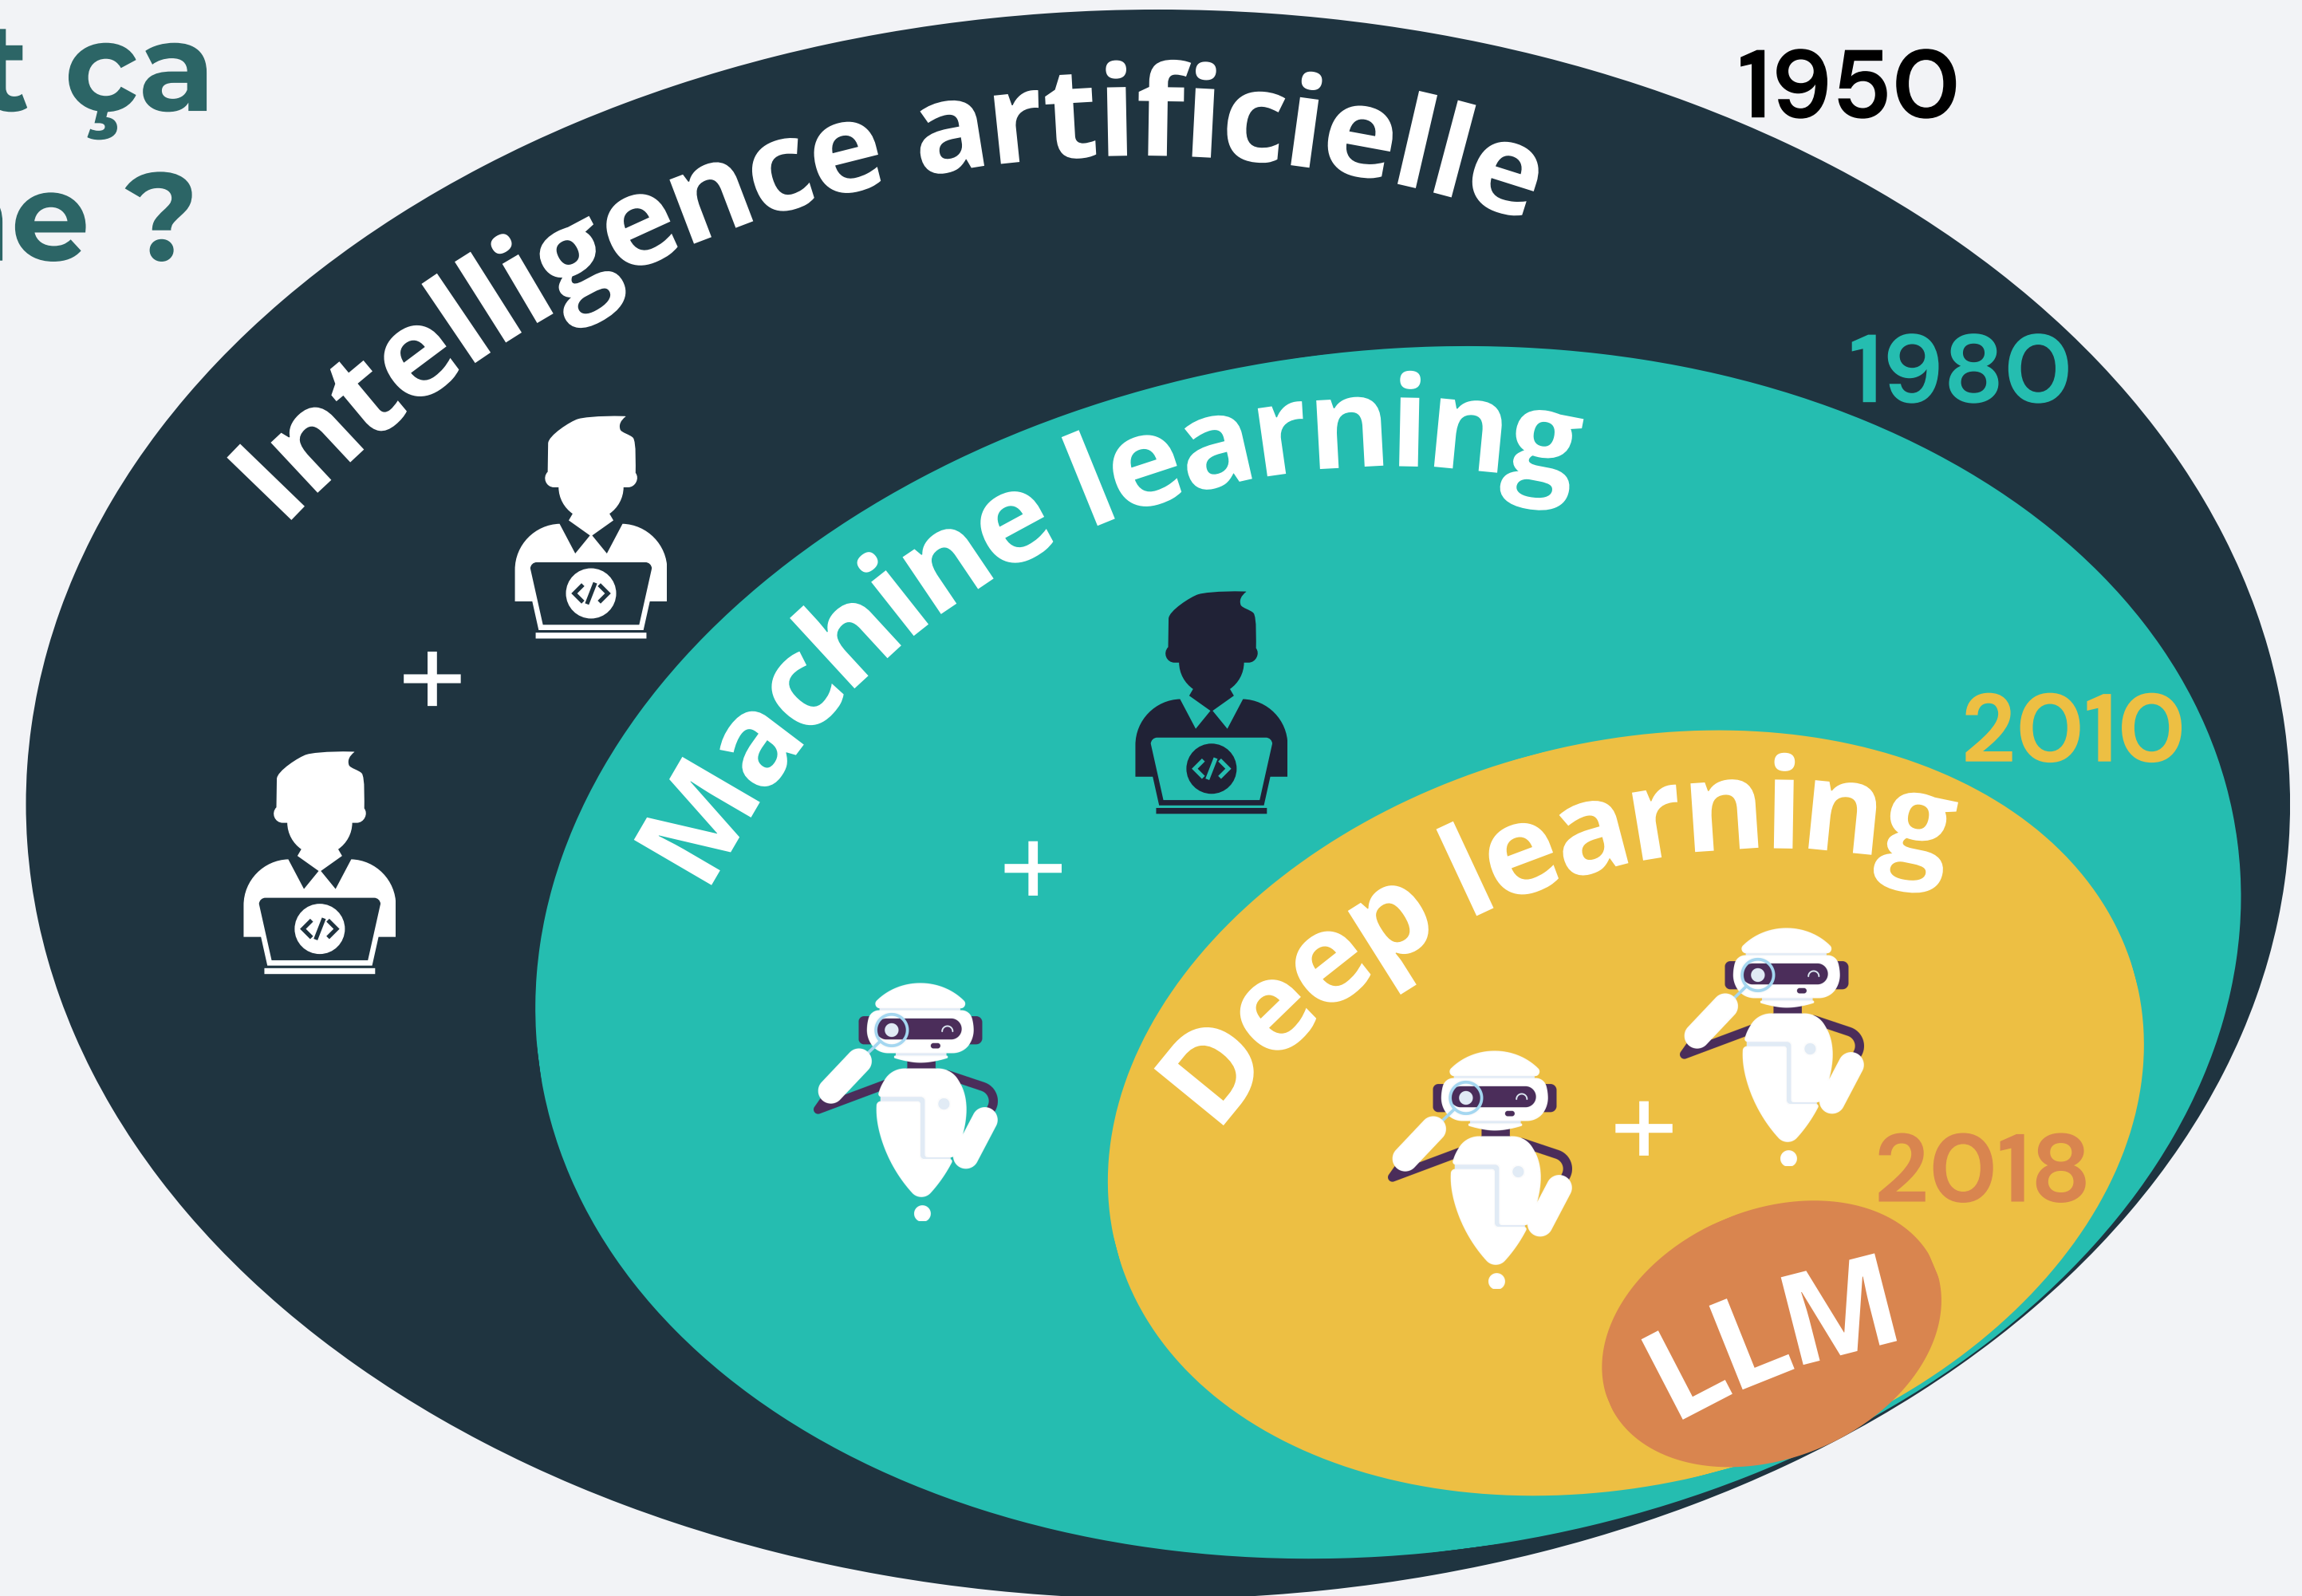 ça
?
Intelligence artificielle
1950
Machine learning
1980
Deep learning
2010
LLM
2018